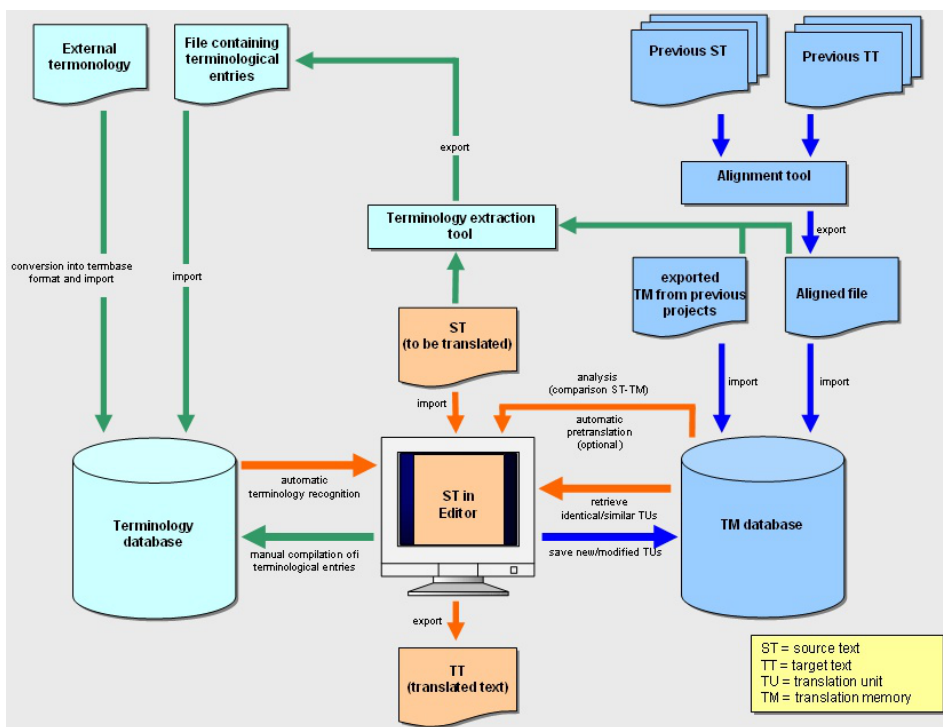 External
termonology
File containing
terminological
entries
Previous ST
Previous TT
export
Alignment tool
Terminology extraction
tool
export
conversion into termbase
format and import
import
exported
TM from previous
projects
Aligned file
ST
(to be translated)
analysis
(comparison ST-TM)
import
import
import
automatic
pretranslation
(optional)
automatic
terminology recognition
ST in
Editor
retrieve
identical/similar TUs
Terminology
database
TM database
manual compilation of
terminological entries
save new/modified TUs
export
TT
(translated text)
ST = source text
TT = target text
TU = translation unit
TM = translation memory